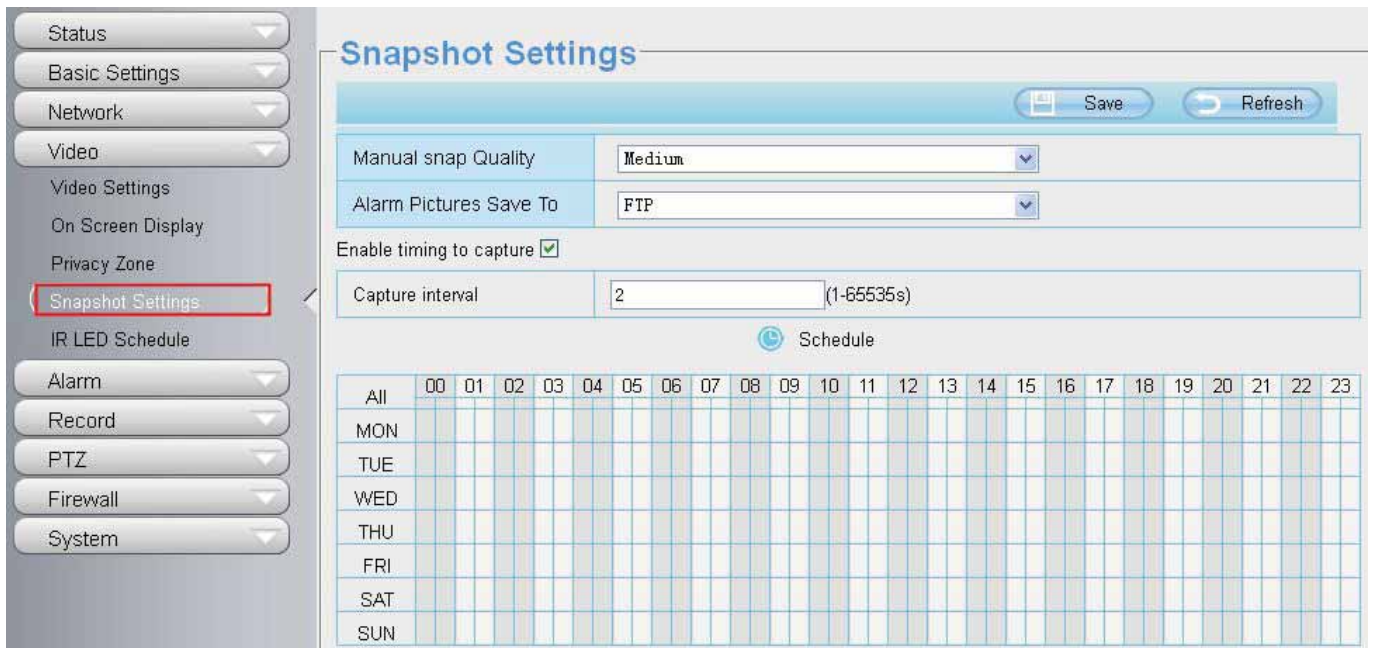 Status
Basic Settings
Network
Video
Video Settings
On Screen Display
Privacy Zone
Snapshot Settings
IR LED Schedule
Alarm
Record
PTZ
Firewall
System
Snapshot Settings
Save Refresh
Manual snap Quality Medium
Alarm Pictures Save To FTP
Enable timing to capture
Capture interval 2 (1-65535s)
Schedule
All 00 01 02 03 04 05 06 07 08 09 10 11 12 13 14 15 16 17 18 19 20 21 22 23
MON
TUE
WED
THU
FRI
SAT
SUN